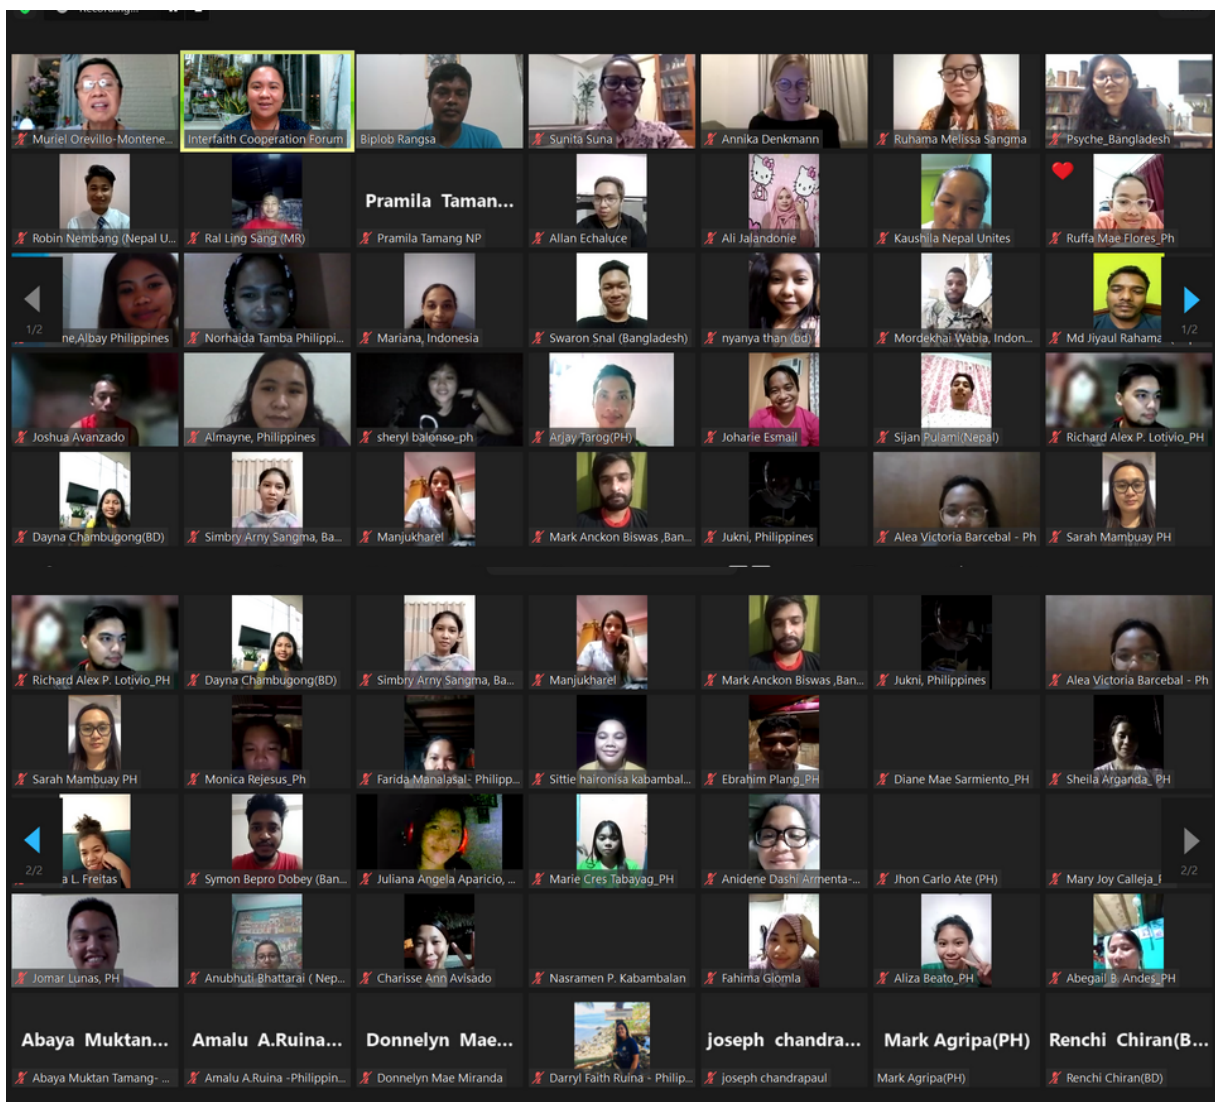 Recording...
Muriel Orevillo-Montene...
Interfaith Cooperation Forum
Biplob Rangsa
Sunita Suna
Annika Denkmann
Ruhama Melissa Sangma
Psyche_Bangladesh
Robin Nembang (Nepal U...
Ral Ling Sang (MR)
Pramila Taman...
Pramila Tamang NP
Allan Echaluce
Ali Jalandonie
Kaushila Nepal Unites
Ruffa Mae Flores_Ph
1/2
ne,Albay Philippines
Norhaida Tamba Philippi...
Mariana, Indonesia
Swaron Snal (Bangladesh)
nyanya than (bd)
Mordekhai Wabla, Indon...
Md Jiyaul Rahama
1/2
Joshua Avanzado
Almayne, Philippines
sheryl balonso_ph
Arjay Tarog(PH)
Joharie Esmail
Sijan Pulami(Nepal)
Richard Alex P. Lotivio_PH
Dayna Chambugong(BD)
Simbry Arny Sangma, Ba...
Manjukharel
Mark Anckon Biswas ,Ban...
Jukni, Philippines
Alea Victoria Barcebal - Ph
Sarah Mambuay PH
Richard Alex P. Lotivio_PH
Dayna Chambugong(BD)
Simbry Arny Sangma, Ba...
Manjukharel
Mark Anckon Biswas ,Ban...
Jukni, Philippines
Alea Victoria Barcebal - Ph
Sarah Mambuay PH
Monica Rejesus_Ph
Farida Manalasal- Philipp...
Sittie haironisa kabambal...
Ebrahim Plang_PH
Diane Mae Sarmiento_PH
Sheila Arganda_ PH
2/2
a L. Freitas
Symon Bepro Dobey (Ban...
Juliana Angela Aparicio, ...
Marie Cres Tabayag_PH
Anidene Dashi Armenta-...
Jhon Carlo Ate (PH)
Mary Joy Calleja_
2/2
Jomar Lunas, PH
Anubhuti Bhattarai ( Nep...
Charisse Ann Avisado
Nasramen P. Kabambalan
Fahima Giomla
Aliza Beato_PH
Abegail B. Andes_PH
Abaya Muktan...
Amalu A.Ruina...
Donnelyn Mae...
joseph chandra...
Mark Agripa(PH)
Renchi Chiran(B...
Abaya Muktan Tamang- ...
Amalu A.Ruina -Philippin...
Donnelyn Mae Miranda
Darryl Faith Ruina - Philip...
joseph chandrapaul
Mark Agripa(PH)
Renchi Chiran(BD)